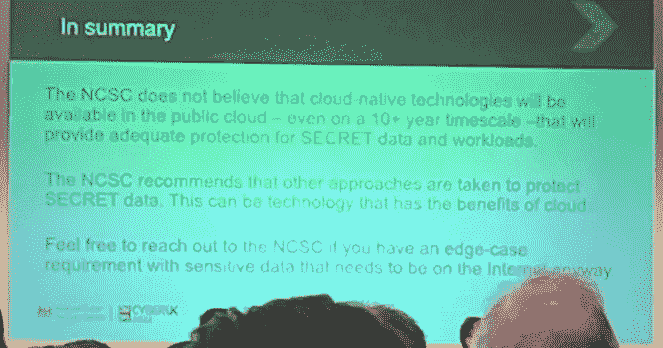 In summary
The NCSC does not believe that cloud-native technologies will be
available in the public cloud – even on a 10+ year timescale –that will
provide adequate protection for SECRET data and workloads.
The NCSC recommends that other approaches are taken to protect
SECRET data. This can be technology that has the benefits of cloud
Feel free to reach out to the NCSC if you have an edge-case
requirement with sensitive data that needs to be on the Internet anyway